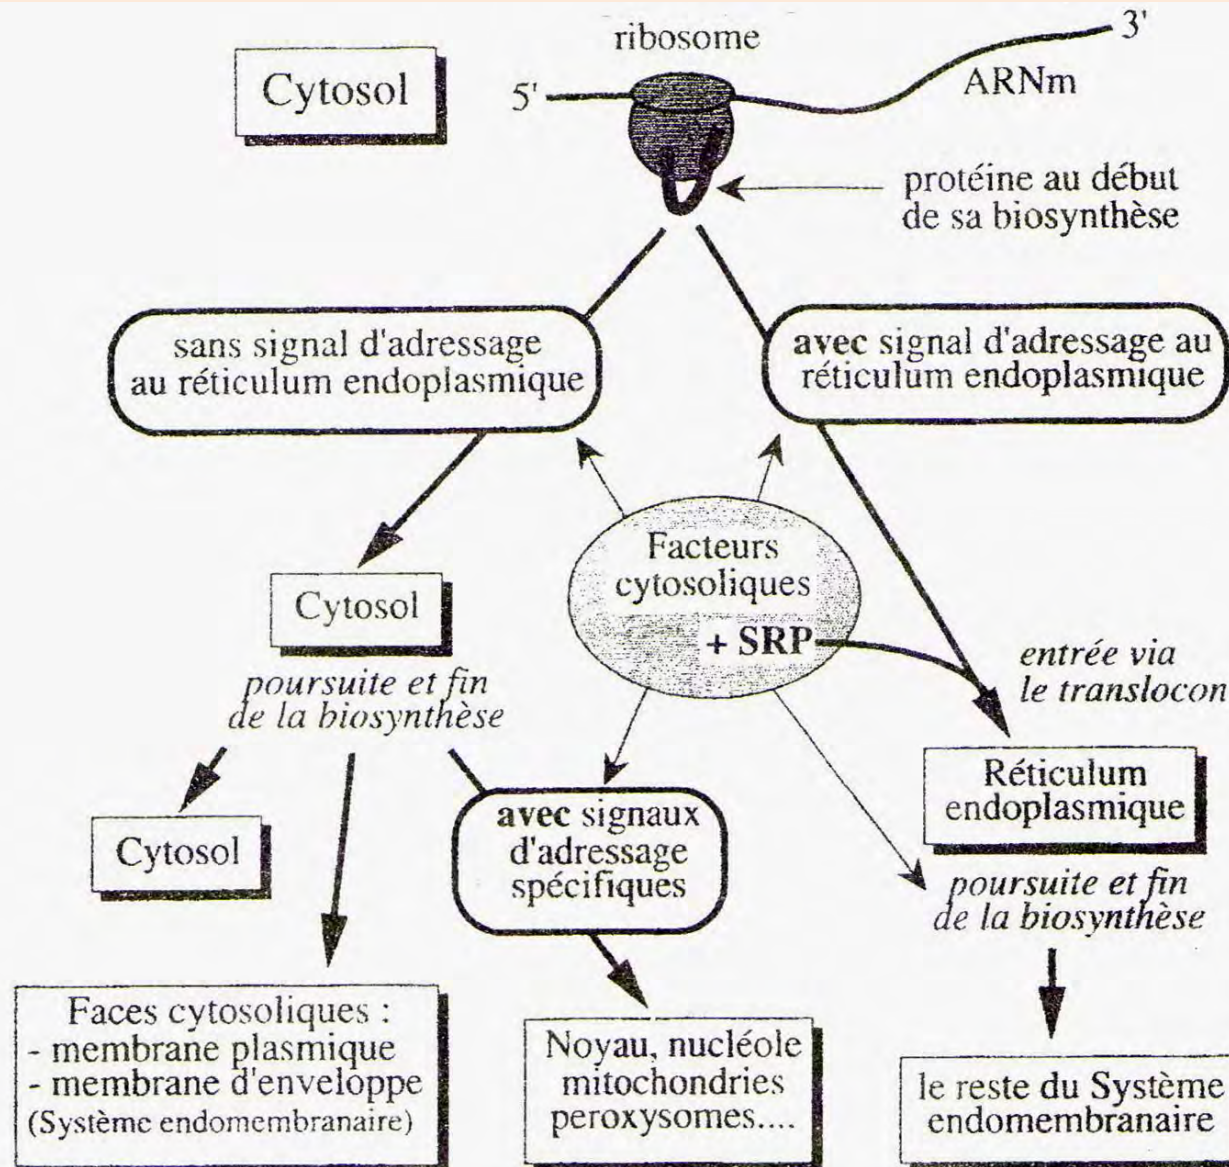 ribosome
3'
Cytosol
5'
ARNm
protéine au début
de sa biosynthèse
sans signal d'adressage
au réticulum endoplasmique
avec signal d'adressage au
réticulum endoplasmique
Facteurs
cytosoliques
+ SRP
Cytosol
poursuite et fin
de la biosynthèse
entrée via
le translocon
Réticulum
endoplasmique
avec signaux
d'adressage
spécifiques
Cytosol
poursuite et fin
de la biosynthèse
Faces cytosoliques :
- membrane plasmique
- membrane d'enveloppe
(Système endomembranaire)
Noyau, nucléole
mitochondries
peroxysomes....
le reste du Système
endomembranaire